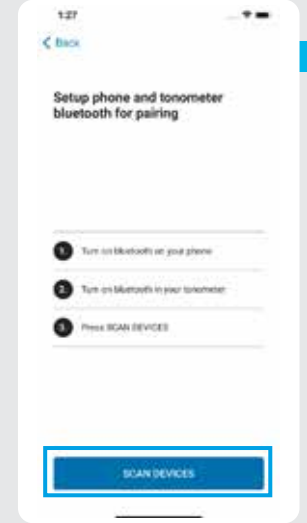 1:27
Back
Setup phone and tonometer
bluetooth for pairing
1. Turn on bluetooth on your phone
2. Turn on bluetooth in your tonometer
3. Press SCAN DEVICES
SCAN DEVICES